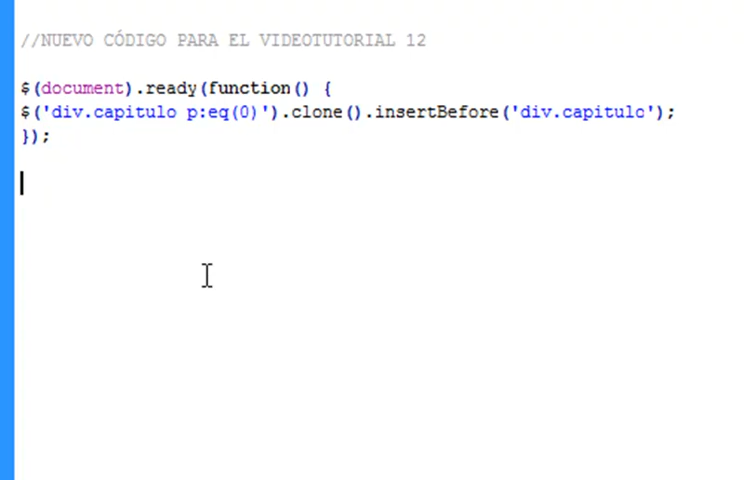 //NUEVO CÓDIGO PARA EL VIDEOTUTORIAL 12
$(document).ready(function() {
$('div.capitulo p:eq(0)').clone().insertBefore('div.capitulo');
});